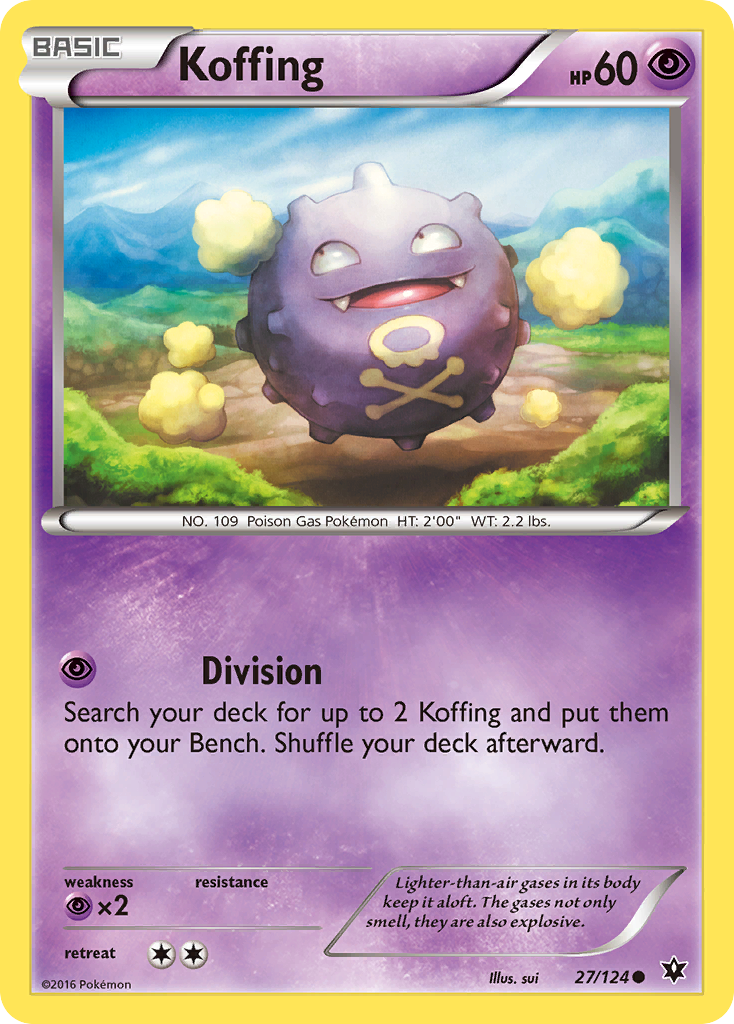 BASIC
Koffing
HP60
NO. 109 Poison Gas Pokémon HT: 2'00" WT: 2.2 lbs.
Division
Search your deck for up to 2 Koffing and put them
onto your Bench. Shuffle your deck afterward.
weakness
resistance
×2
retreat
Lighter-than-air gases in its body
keep it aloft. The gases not only
smell, they are also explosive.
©2016 Pokémon
Illus. sui
27/124